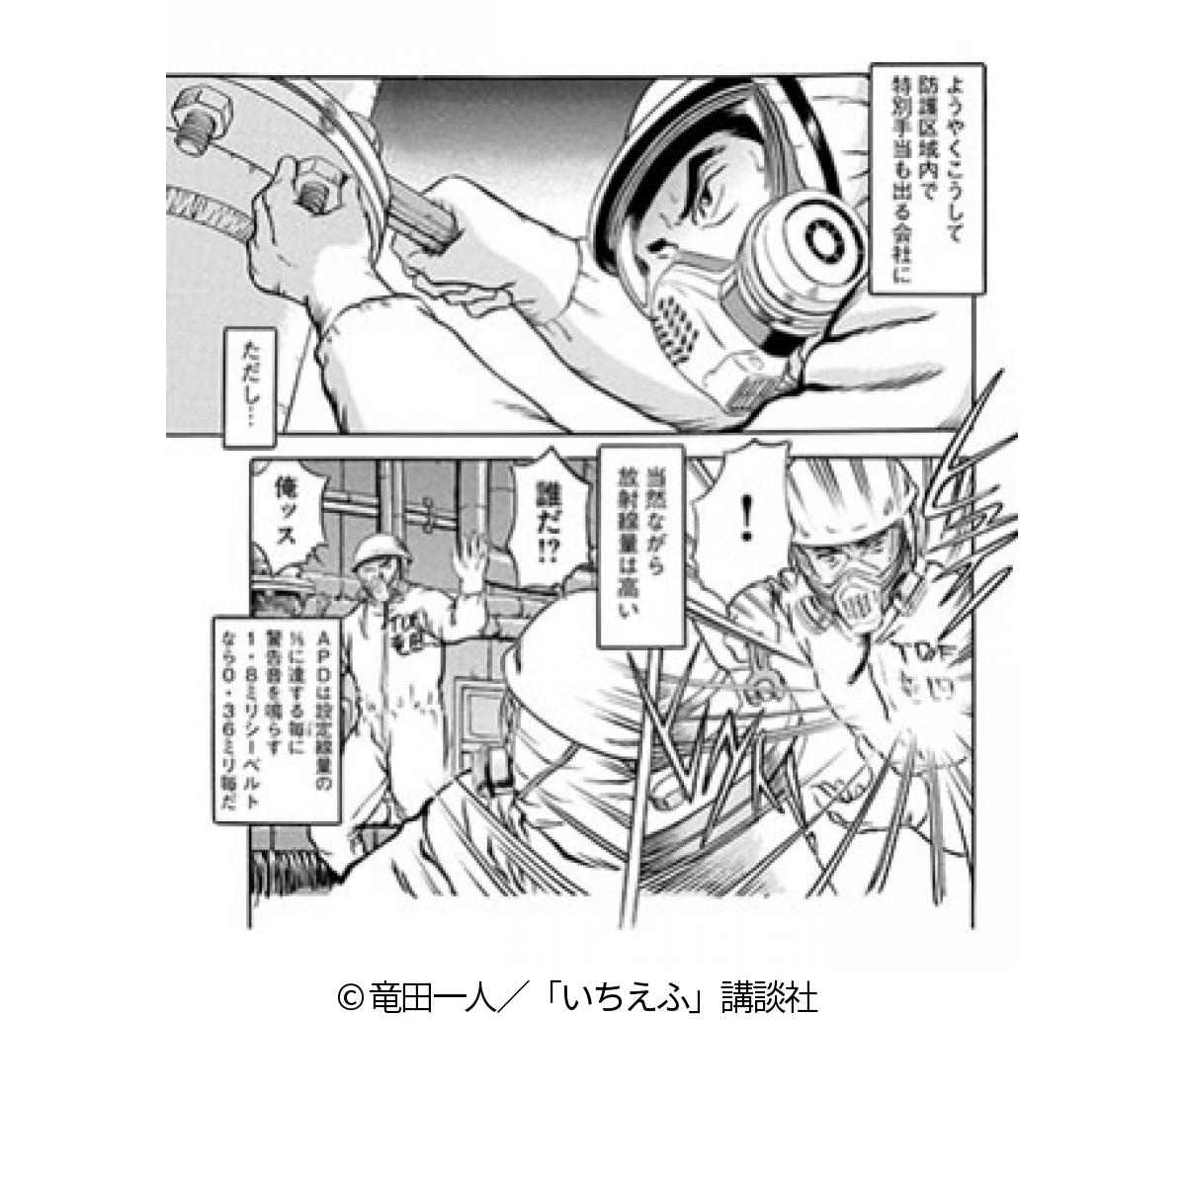 ようやくこうして
防護区域内で
特別手当も出る会社に
ただし…
！
当然ながら
放射線量は高い
誰だ!?
俺ッス
APDは設定線量の
⅕に達する毎に
警告音を鳴らす
1・8ミリシーベルト
なら0・36ミリ毎だ
©竜田一人／「いちえふ」講談社